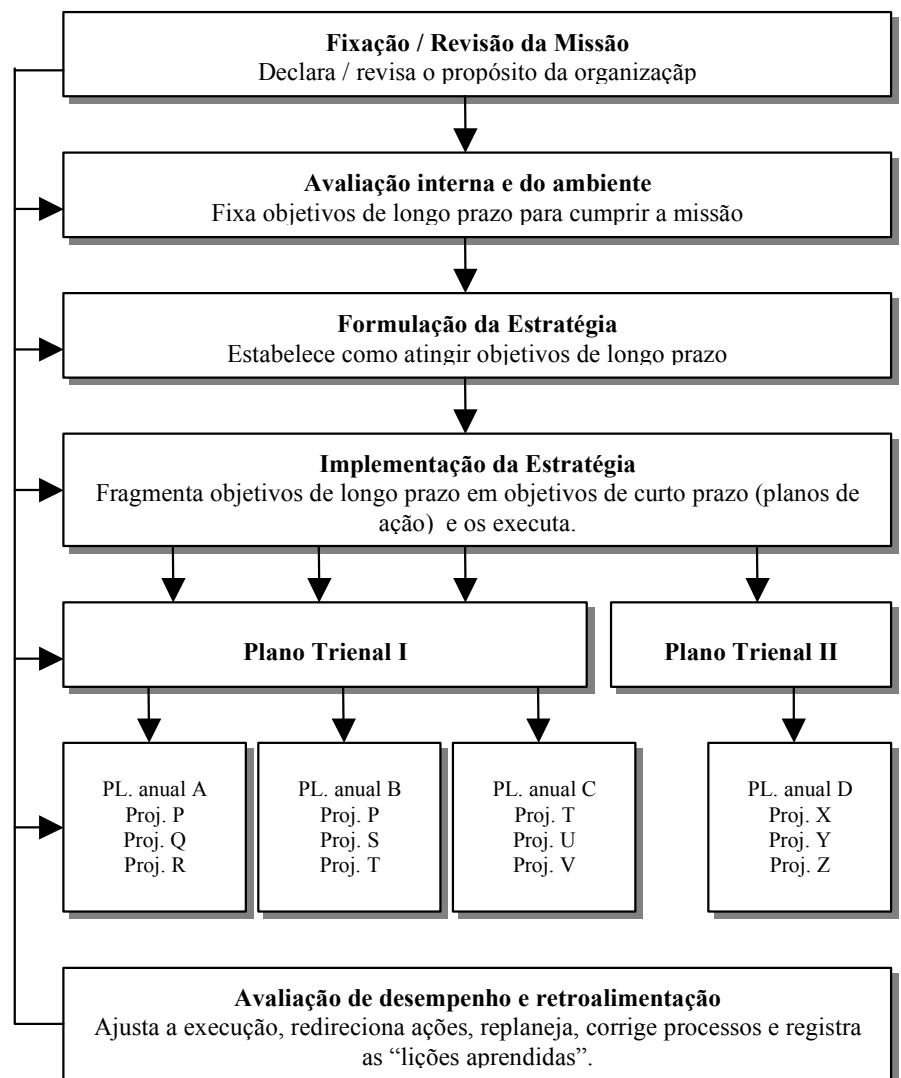 Fixação / Revisão da Missão
Declara / revisa o propósito da organizaçãp
Avaliação interna e do ambiente
Fixa objetivos de longo prazo para cumprir a missão
Formulação da Estratégia
Estabelece como atingir objetivos de longo prazo
Implementação da Estratégia
Fragmenta objetivos de longo prazo em objetivos de curto prazo (planos de
ação) e os executa.
Plano Trienal I
Plano Trienal II
PL. anual A
Proj. P
Proj. Q
Proj. R
PL. anual B
Proj. P
Proj. S
Proj. T
PL. anual C
Proj. T
Proj. U
Proj. V
PL. anual D
Proj. X
Proj. Y
Proj. Z
Avaliação de desempenho e retroalimentação
Ajusta a execução, redireciona ações, replaneja, corrige processos e registra
as “lições aprendidas”.